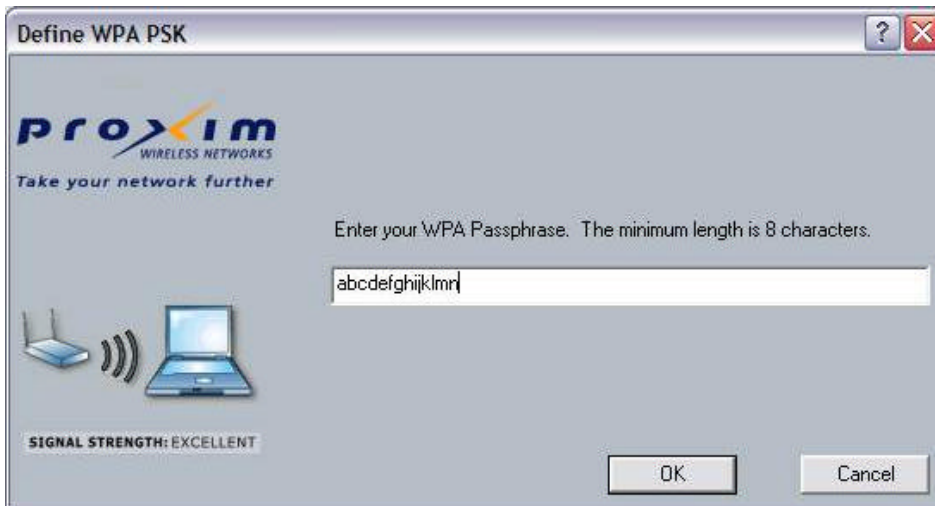 Define WPA PSK
proxim
WIRELESS NETWORKS
Take your network further
Enter your WPA Passphrase. The minimum length is 8 characters.
abcdefghijklmn
SIGNAL STRENGTH: EXCELLENT
OK
Cancel